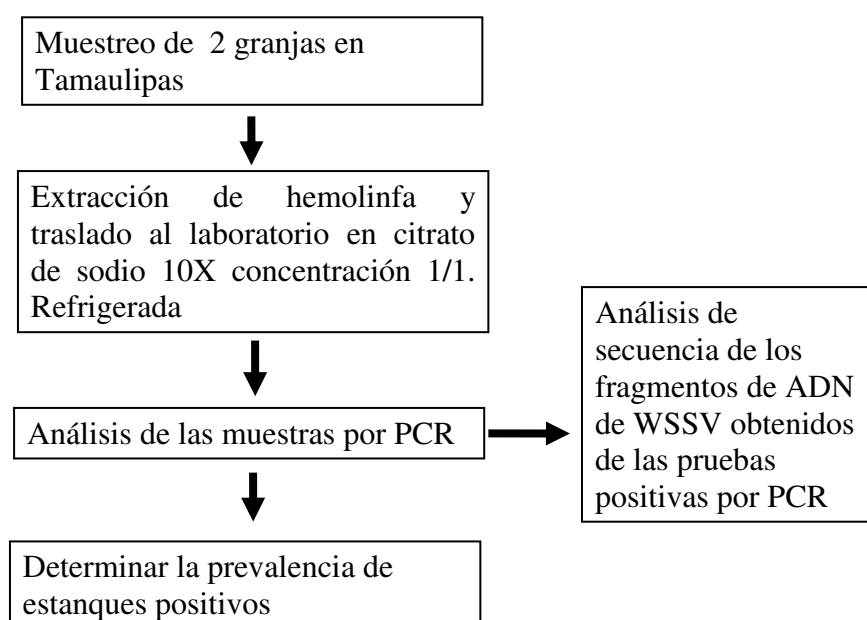 Muestreo de 2 granjas en
Tamaulipas
Extracción de hemolinfa y
traslado al laboratorio en citrato
de sodio 10X concentración 1/1.
Refrigerada
Análisis de las muestras por PCR
Análisis de
secuencia de los
fragmentos de ADN
de WSSV obtenidos
de las pruebas
positivas por PCR
Determinar la prevalencia de
estanques positivos